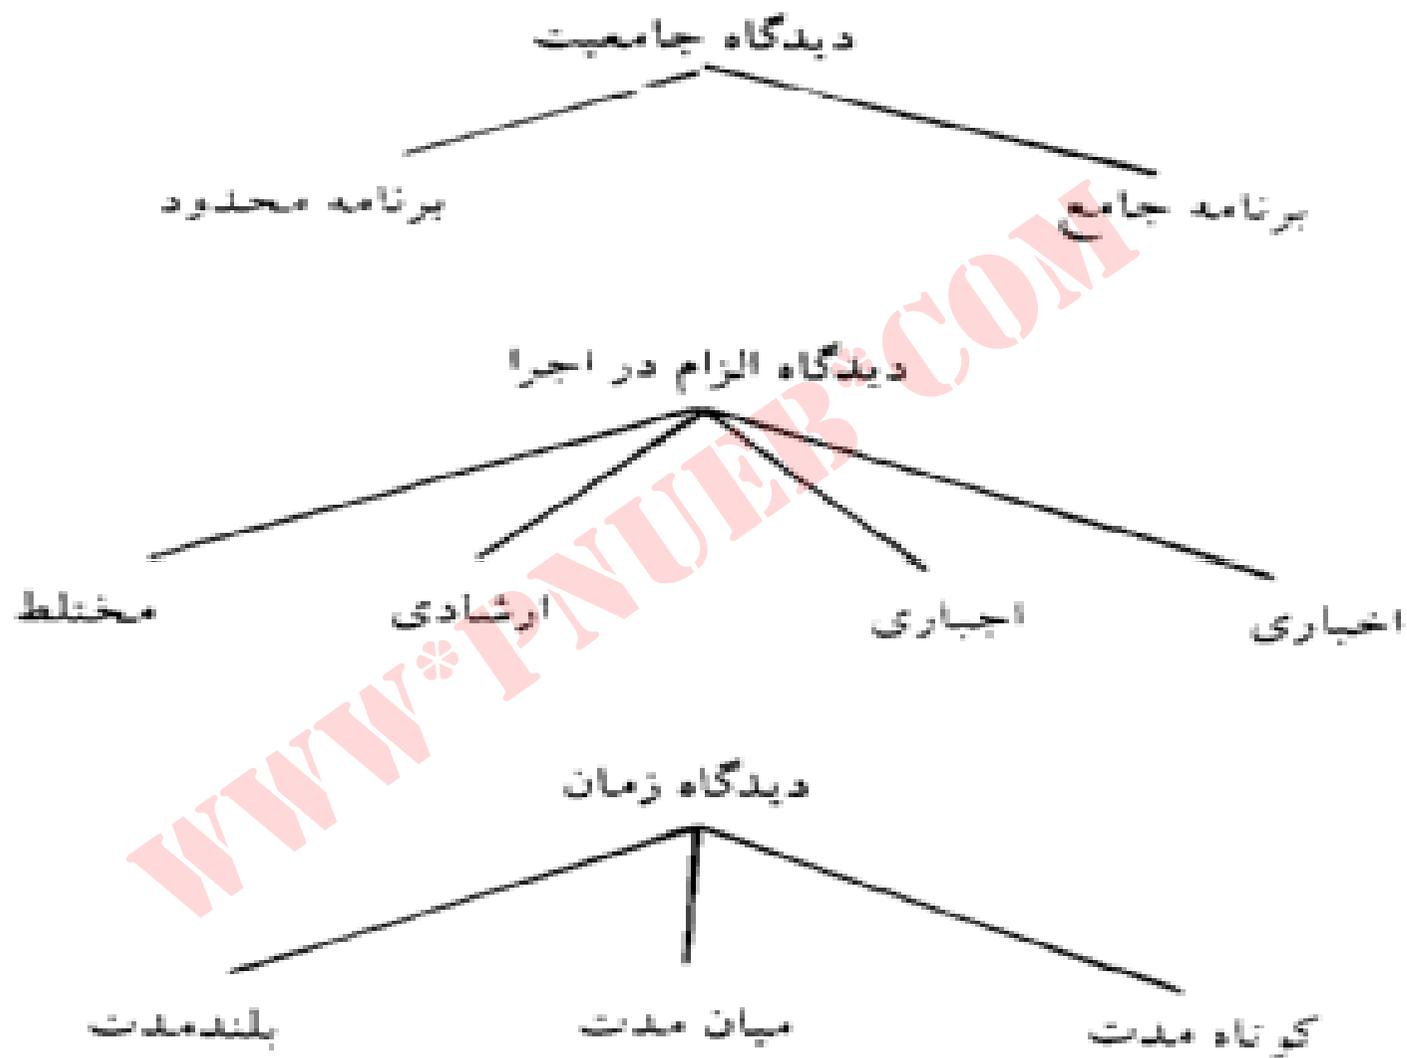 دیدگاه جامعیت
برنامه جامع برنامه محدود
دیدگاه الزام در اجرا
اخباری اجباری ارشادی مختلط
دیدگاه زمان
کوتاه مدت میان مدت بلندمدت
WWW*PNUEB*COM